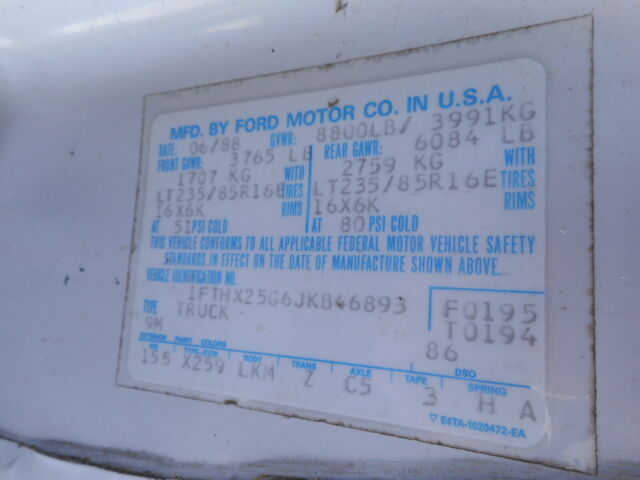 MFD. BY FORD MOTOR CO. IN U.S.A.
DATE: 06/88 GVWR: 8800LB/ 3991KG
FRONT GAWR: 3765 LB REAR GAWR: 6084 LB
1707 KG WITH 2759 KG WITH
LT235/85R16E TIRES LT235/85R16E TIRES
16X6K RIMS 16X6K RIMS
AT 51 PSI COLD AT 80 PSI COLD
THIS VEHICLE CONFORMS TO ALL APPLICABLE FEDERAL MOTOR VEHICLE SAFETY
STANDARDS IN EFFECT ON THE DATE OF MANUFACTURE SHOWN ABOVE.
VEHICLE IDENTIFICATION NUMBER
1FTHX25G6JKB46893 F0195
TYPE TRUCK T0194
9M 86
EXTERIOR PAINT COLORS DSO
WB TYPE-GVW BODY TRANS AXLE TAPE SPRING
155 X259 LKM Z C5 3 H A
E4TA-1020472-EA